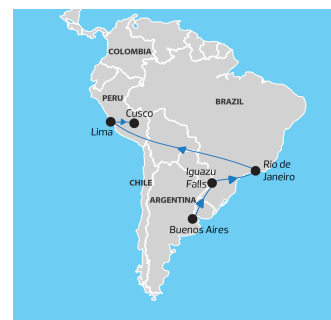 COLOMBIA
PERU
BRAZIL
Cusco
Lima
Rio de
Janeiro
Iguazu
Falls
CHILE
ARGENTINA
Buenos Aires